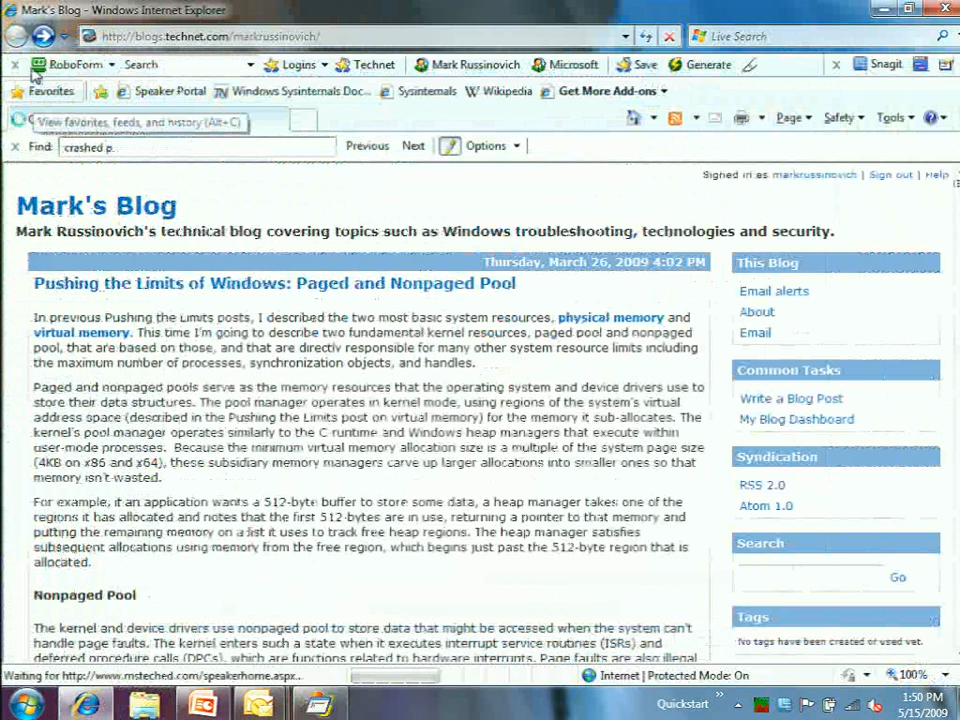 Mark's Blog - Windows Internet Explorer
http://blogs.technet.com/markrussinovich/
Live Search
RoboForm Search Logins Technet Mark Russinovich Microsoft Save Generate Snagit
Favorites Speaker Portal Windows Sysinternals Doc... Sysinternals Wikipedia Get More Add-ons
View favorites, feeds, and history (Alt+C)
Page Safety Tools
Find: crashed p. Previous Next Options
Signed in as markrussinovich | Sign out | Help
Mark's Blog
Mark Russinovich's technical blog covering topics such as Windows troubleshooting, technologies and security.
Thursday, March 26, 2009 4:02 PM
Pushing the Limits of Windows: Paged and Nonpaged Pool
In previous Pushing the Limits posts, I described the two most basic system resources, physical memory and
virtual memory. This time I'm going to describe two fundamental kernel resources, paged pool and nonpaged
pool, that are based on those, and that are directly responsible for many other system resource limits including
the maximum number of processes, synchronization objects, and handles.
Paged and nonpaged pools serve as the memory resources that the operating system and device drivers use to
store their data structures. The pool manager operates in kernel mode, using regions of the system's virtual
address space (described in the Pushing the Limits post on virtual memory) for the memory it sub-allocates. The
kernel's pool manager operates similarly to the C-runtime and Windows heap managers that execute within
user-mode processes. Because the minimum virtual memory allocation size is a multiple of the system page size
(4KB on x86 and x64), these subsidiary memory managers carve up larger allocations into smaller ones so that
memory isn't wasted.
For example, if an application wants a 512-byte buffer to store some data, a heap manager takes one of the
regions it has allocated and notes that the first 512-bytes are in use, returning a pointer to that memory and
putting the remaining memory on a list it uses to track free heap regions. The heap manager satisfies
subsequent allocations using memory from the free region, which begins just past the 512-byte region that is
allocated.
Nonpaged Pool
The kernel and device drivers use nonpaged pool to store data that might be accessed when the system can't
handle page faults. The kernel enters such a state when it executes interrupt service routines (ISRs) and
deferred procedure calls (DPCs), which are functions related to hardware interrupts. Page faults are also illegal
This Blog
Email alerts
About
Email
Common Tasks
Write a Blog Post
My Blog Dashboard
Syndication
RSS 2.0
Atom 1.0
Search
Go
Tags
No tags have been created or used yet.
Waiting for http://www.msteched.com/speakerhome.aspx... Internet | Protected Mode: On 100%
Quickstart
1:50 PM
5/15/2009